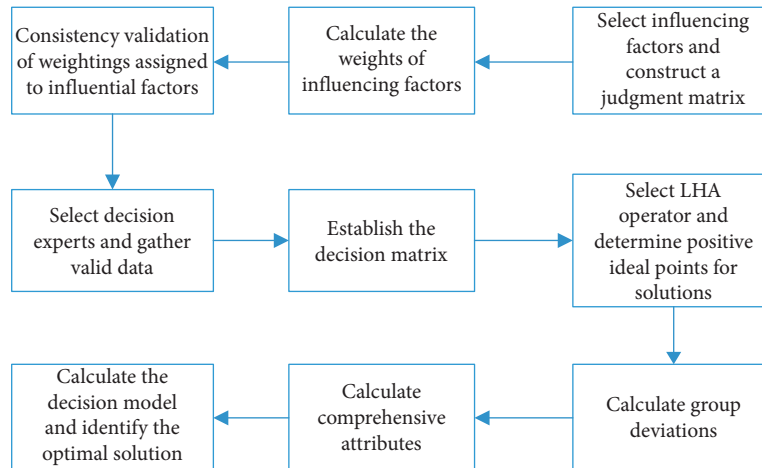 Consistency validation
of weightings assigned
to influential factors
Calculate the
weights of
influencing factors
Select influencing
factors and
construct a
judgment matrix
Select decision
experts and gather
valid data
Establish the
decision matrix
Select LHA
operator and
determine positive
ideal points for
solutions
Calculate the
decision model
and identify the
optimal solution
Calculate
comprehensive
attributes
Calculate group
deviations